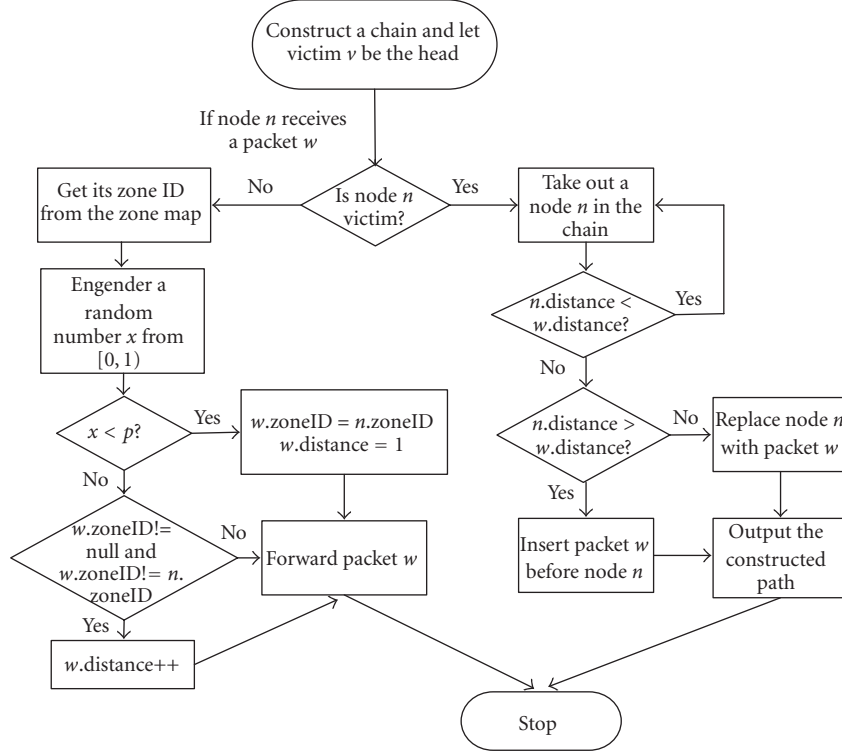 Construct a chain and let
victim v be the head
If node n receives
a packet w
Is node n
victim?
No
Yes
Get its zone ID
from the zone map
Engender a
random
number x from
[0, 1)
x < p?
Yes
No
w.zoneID = n.zoneID
w.distance = 1
w.zoneID!=
null and
w.zoneID!= n.
zoneID
No
Yes
Forward packet w
w.distance++
Take out a
node n in the
chain
n.distance <
w.distance?
Yes
No
n.distance >
w.distance?
No
Yes
Replace node n
with packet w
Insert packet w
before node n
Output the
constructed
path
Stop